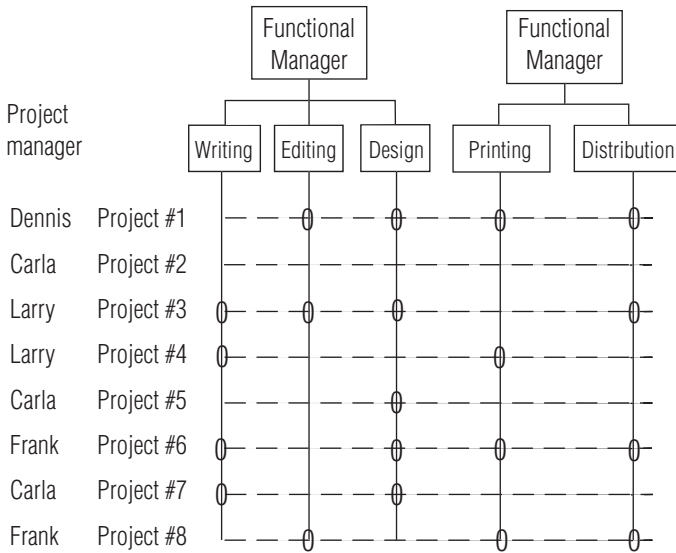 Functional
Manager
Functional
Manager
Project
manager
Writing
Editing
Design
Printing
Distribution
Dennis Project #1
Carla Project #2
Larry Project #3
Larry Project #4
Carla Project #5
Frank Project #6
Carla Project #7
Frank Project #8